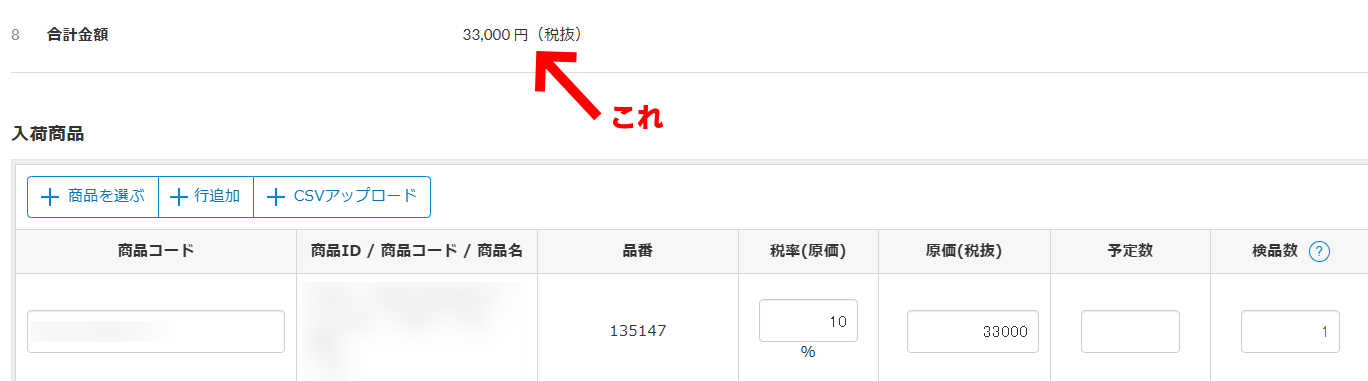 8 合計金額 33,000 円（税抜）
これ
入荷商品
＋ 商品を選ぶ ＋ 行追加 ＋ CSVアップロード
商品コード 商品ID / 商品コード / 商品名 品番 税率(原価) 原価(税抜) 予定数 検品数 ?
135147 10 33000 1
%